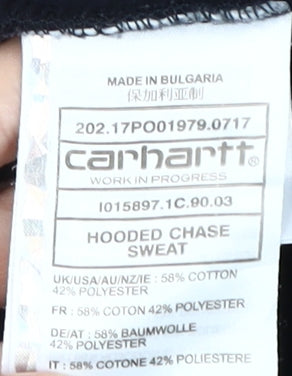 MADE IN BULGARIA
保加利亚制
202.17PO01979.0717
carhartt®
WORK IN PROGRESS
I015897.1C.90.03
HOODED CHASE
SWEAT
UK/USA/AU/NZ/IE : 58% COTTON
42% POLYESTER
FR : 58% COTON 42% POLYESTER
DE/AT : 58% BAUMWOLLE
42% POLYESTER
IT : 58% COTONE 42% POLIESTERE